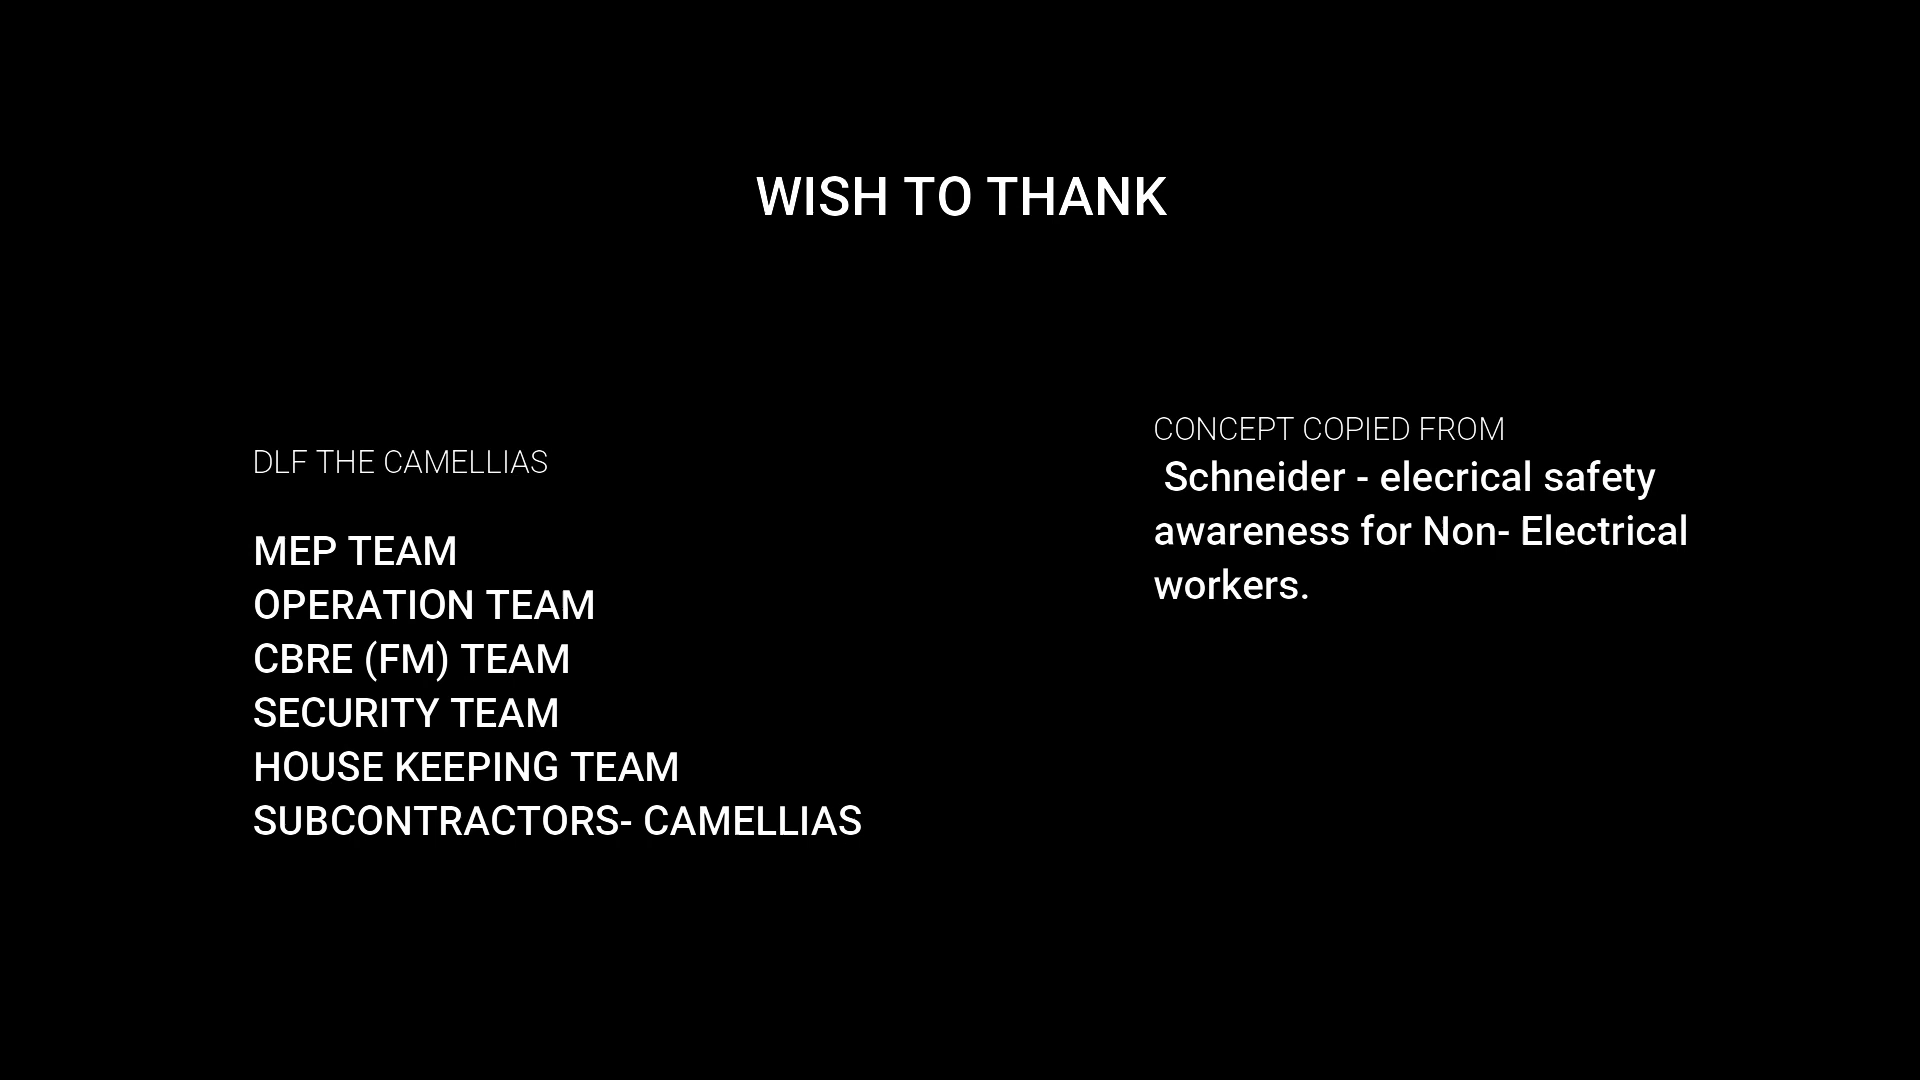 WISH TO THANK
DLF THE CAMELLIAS
MEP TEAM
OPERATION TEAM
CBRE (FM) TEAM
SECURITY TEAM
HOUSE KEEPING TEAM
SUBCONTRACTORS- CAMELLIAS
CONCEPT COPIED FROM
Schneider - elecrical safety
awareness for Non- Electrical
workers.